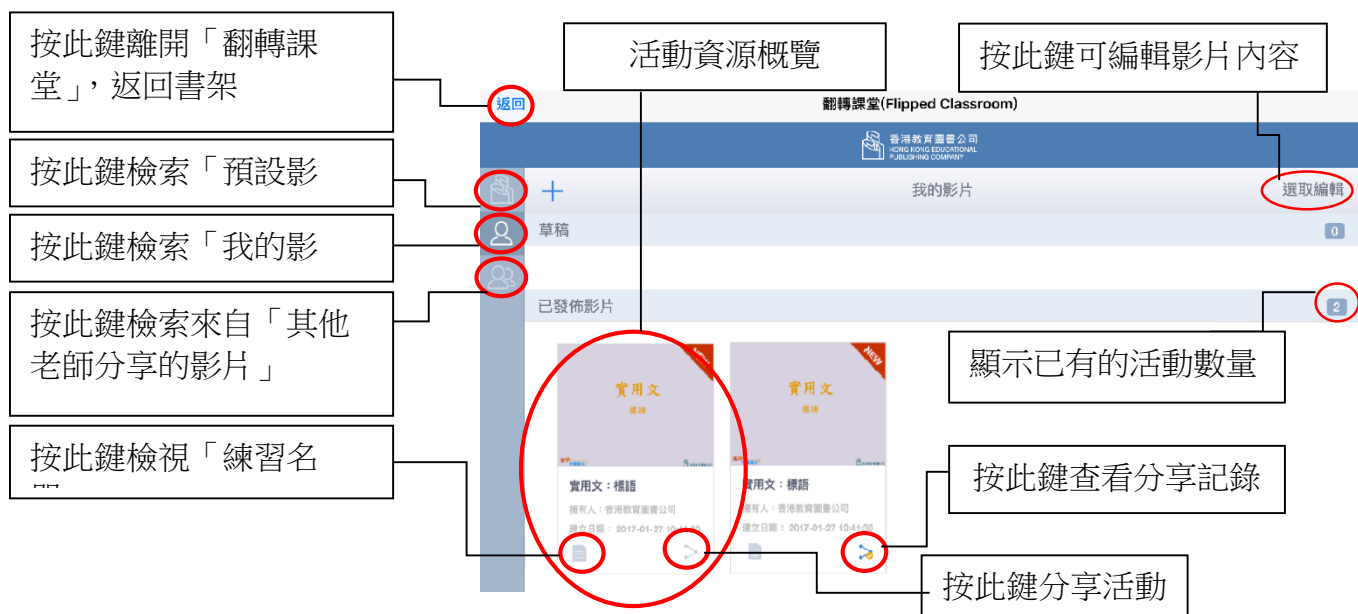 按此鍵離開「翻轉課
堂」，返回書架
活動資源概覽
按此鍵可編輯影片內容
返回
翻轉課堂(Flipped Classroom)
香港教育圖書公司
HONG KONG EDUCATIONAL
PUBLISHING COMPANY
按此鍵檢索「預設影
我的影片
選取編輯
按此鍵檢索「我的影
草稿
0
按此鍵檢索來自「其他
老師分享的影片」
已發佈影片
2
顯示已有的活動數量
NEW
實用文
標語
實用文
標語
按此鍵檢視「練習名
實用文：標語
擁有人：香港教育圖書公司
建立日期： 2017-01-27 10:41:30
實用文：標語
擁有人：香港教育圖書公司
建立日期： 2017-01-27 10:41:30
按此鍵查看分享記錄
按此鍵分享活動